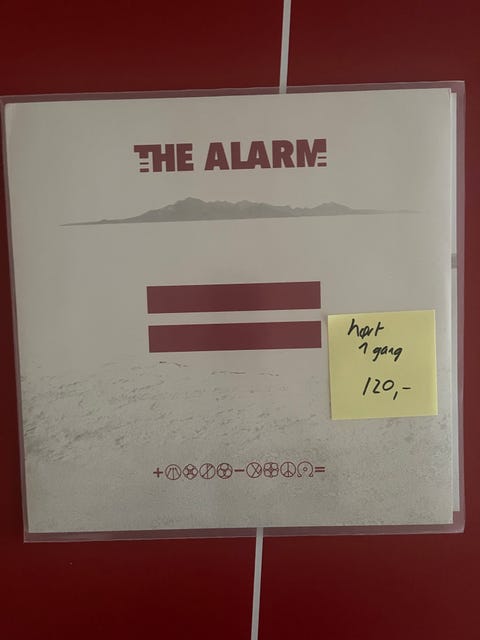 THE ALARM
=
hørt
1 gang
120,-